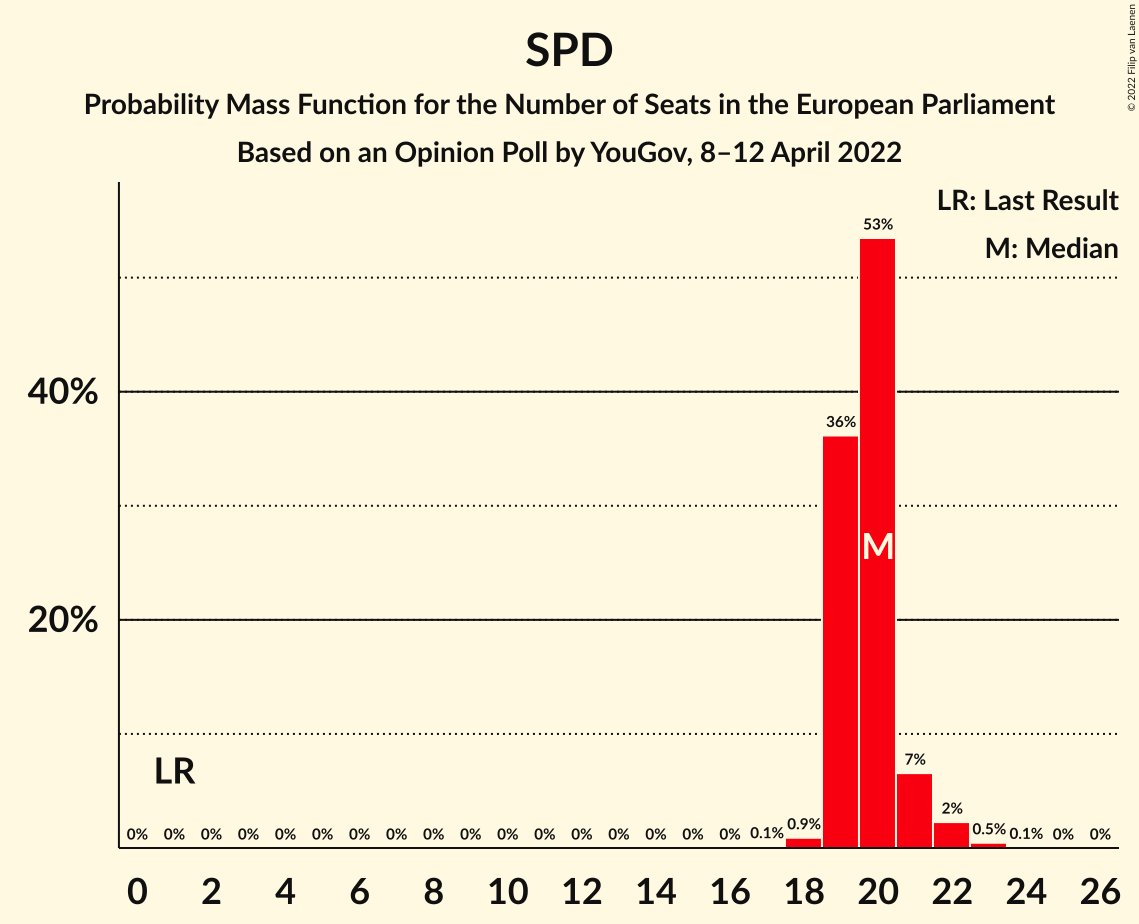 SPD
Probability Mass Function for the Number of Seats in the European Parliament
Based on an Opinion Poll by YouGov, 8–12 April 2022
© 2022 Filip van Laenen
LR: Last Result
M: Median
53%
40%
36%
M
20%
LR
7%
0% 0% 0% 0% 0% 0% 0% 0% 0% 0% 0% 0% 0% 0% 0% 0% 0% 0.1% 0.9% 2% 0.5% 0.1% 0% 0%
0 2 4 6 8 10 12 14 16 18 20 22 24 26